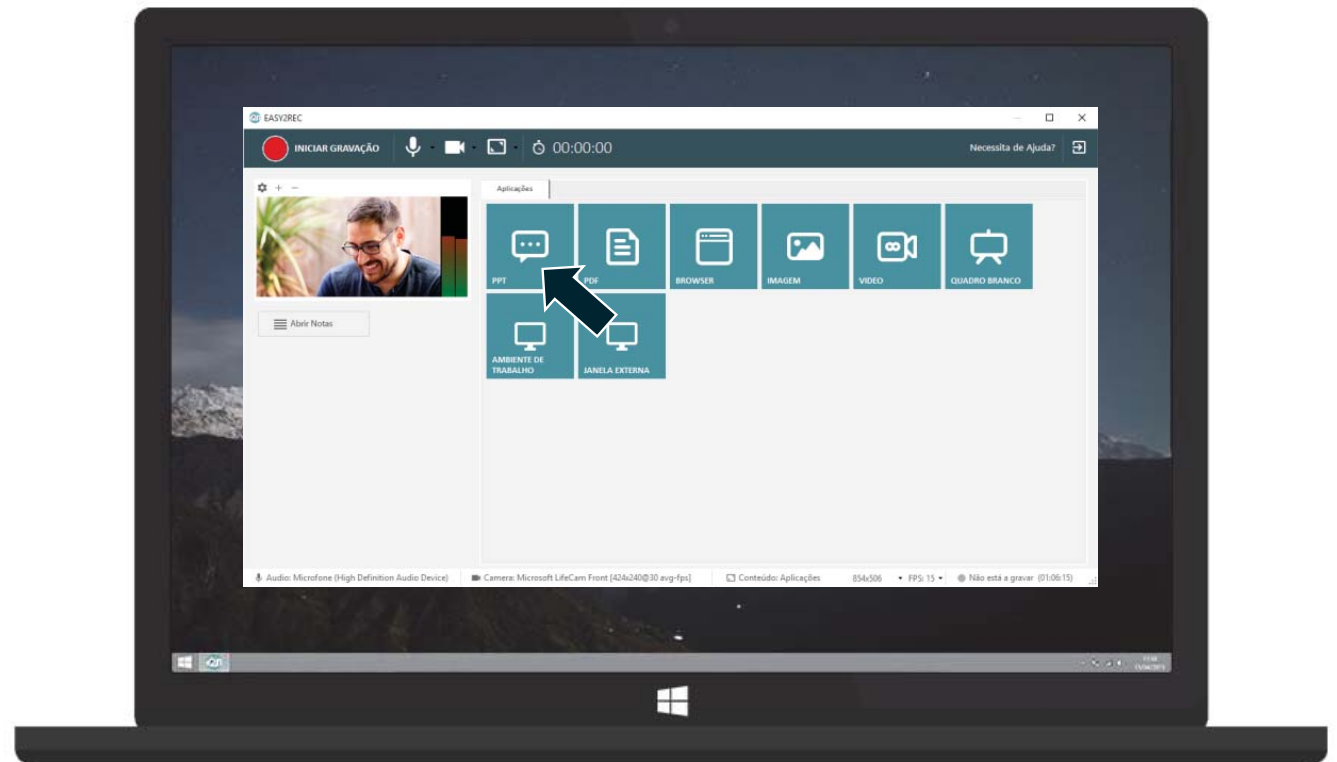 EASY2REC
INICIAR GRAVAÇÃO
00:00:00
Necessita de Ajuda?
Aplicações
PPT
PDF
BROWSER
IMAGEM
VIDEO
QUADRO BRANCO
Abrir Notas
AMBIENTE DE
TRABALHO
JANELA EXTERNA
Audio: Microfone (High Definition Audio Device)
Camera: Microsoft LifeCam Front [424x240@30 avg-fps]
Conteúdo: Aplicações
854x506
FPS: 15
Não está a gravar (01:06:15)